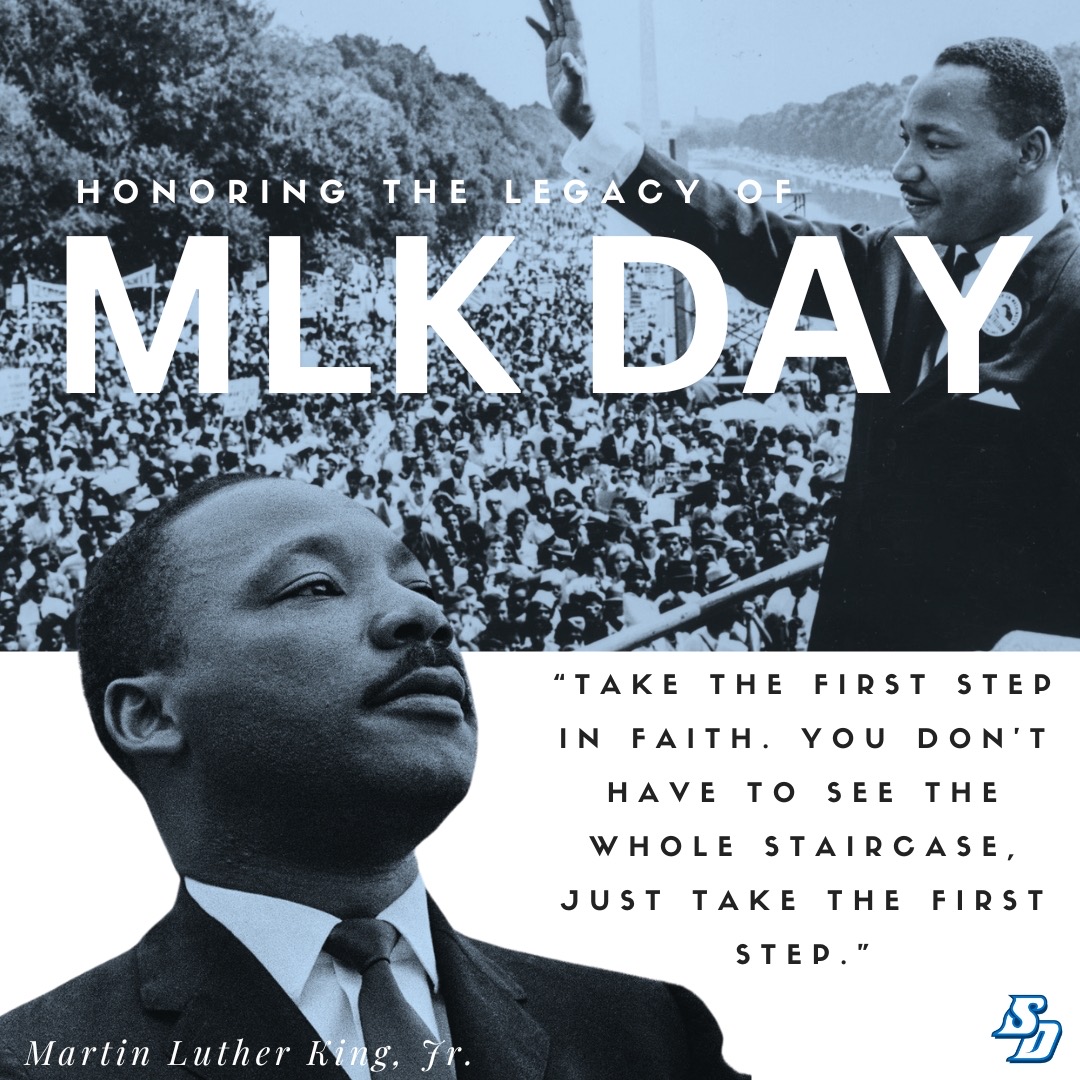 HONORING THE LEGACY OF
MLK DAY
“TAKE THE FIRST STEP
IN FAITH. YOU DON'T
HAVE TO SEE THE
WHOLE STAIRCASE,
JUST TAKE THE FIRST
STEP.”
SD
Martin Luther King, Jr.